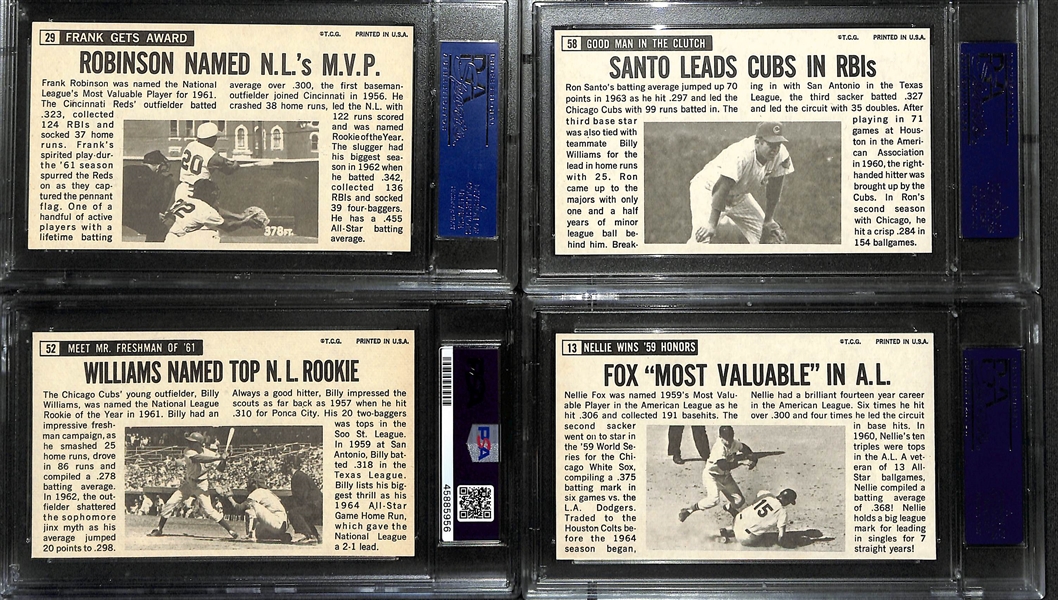 29 FRANK GETS AWARD
©T.C.G. PRINTED IN U.S.A.
ROBINSON NAMED N.L.'s M.V.P.
Frank Robinson was named the National
League's Most Valuable Player for 1961.
The Cincinnati Reds' outfielder batted
.323, collected
124 RBIs and
socked 37 home
runs. Frank's
spirited play-dur-
the '61 season
spurred the Reds
on as they cap-
tured the pennant
flag. One of a
handful of active
players with a
lifetime batting
average over .300, the first baseman-
outfielder joined Cincinnati in 1956. He
crashed 38 home runs, led the N.L. with
122 runs scored
and was named
Rookie of the Year.
The slugger had
his biggest sea-
son in 1962 when
he batted .342,
collected 136
RBIs and socked
39 four-baggers.
He has a .455
All-Star batting
average.
20
22
378FT.
58 GOOD MAN IN THE CLUTCH
©T.C.G. PRINTED IN U.S.A.
SANTO LEADS CUBS IN RBIs
Ron Santo's batting average jumped up 70
points in 1963 as he hit .297 and led the
Chicago Cubs with 99 runs batted in. The
third base star
was also tied with
teammate Billy
Williams for the
lead in home runs
with 25. Ron
came up to the
majors with only
one and a half
years of minor
league ball be-
hind him. Break-
ing in with San Antonio in the Texas
League, the third sacker batted .327
and led the circuit with 35 doubles. After
playing in 71
games at Hous-
ton in the Ameri-
can Association
in 1960, the right-
handed hitter was
brought up by the
Cubs. In Ron's
second season
with Chicago, he
hit a crisp .284 in
154 ballgames.
52 MEET MR. FRESHMAN OF '61
©T.C.G. PRINTED IN U.S.A.
WILLIAMS NAMED TOP N.L. ROOKIE
The Chicago Cubs' young outfielder, Billy
Williams, was named the National League
Rookie of the Year in 1961. Billy had an
impressive fresh-
man campaign, as
he smashed 25
home runs, drove
in 86 runs and
compiled a .278
batting average.
In 1962, the out-
fielder shattered
the sophomore
jinx myth as his
average jumped
20 points to .298.
Always a good hitter, Billy impressed the
scouts as far back as 1957 when he hit
.310 for Ponca City. His 20 two-baggers
was tops in the
Soo St. League.
In 1959 at San
Antonio, Billy bat-
ted .318 in the
Texas League.
Billy lists his big-
gest thrill as his
1964 All-Star
Game Home Run,
which gave the
National League
a 2-1 lead.
PSA
45885956
13 NELLIE WINS '59 HONORS
©T.C.G. PRINTED IN U.S.A.
FOX "MOST VALUABLE" IN A.L.
Nellie Fox was named 1959's Most Valu-
able Player in the American League as he
hit .306 and collected 191 basehits. The
second sacker
went on to star in
the '59 World Se-
ries for the Chi-
cago White Sox,
compiling a .375
batting mark in
six games vs. the
L.A. Dodgers.
Traded to the
Houston Colts be-
fore the 1964
season began,
Nellie had a brilliant fourteen year career
in the American League. Six times he hit
over .300 and four times he led the circuit
in base hits. In
1960, Nellie's ten
triples were tops
in the A.L. A vet-
eran of 13 All-
Star ballgames,
Nellie compiled a
batting average
of .368! Nellie
holds a big league
mark for leading
in singles for 7
straight years!
15